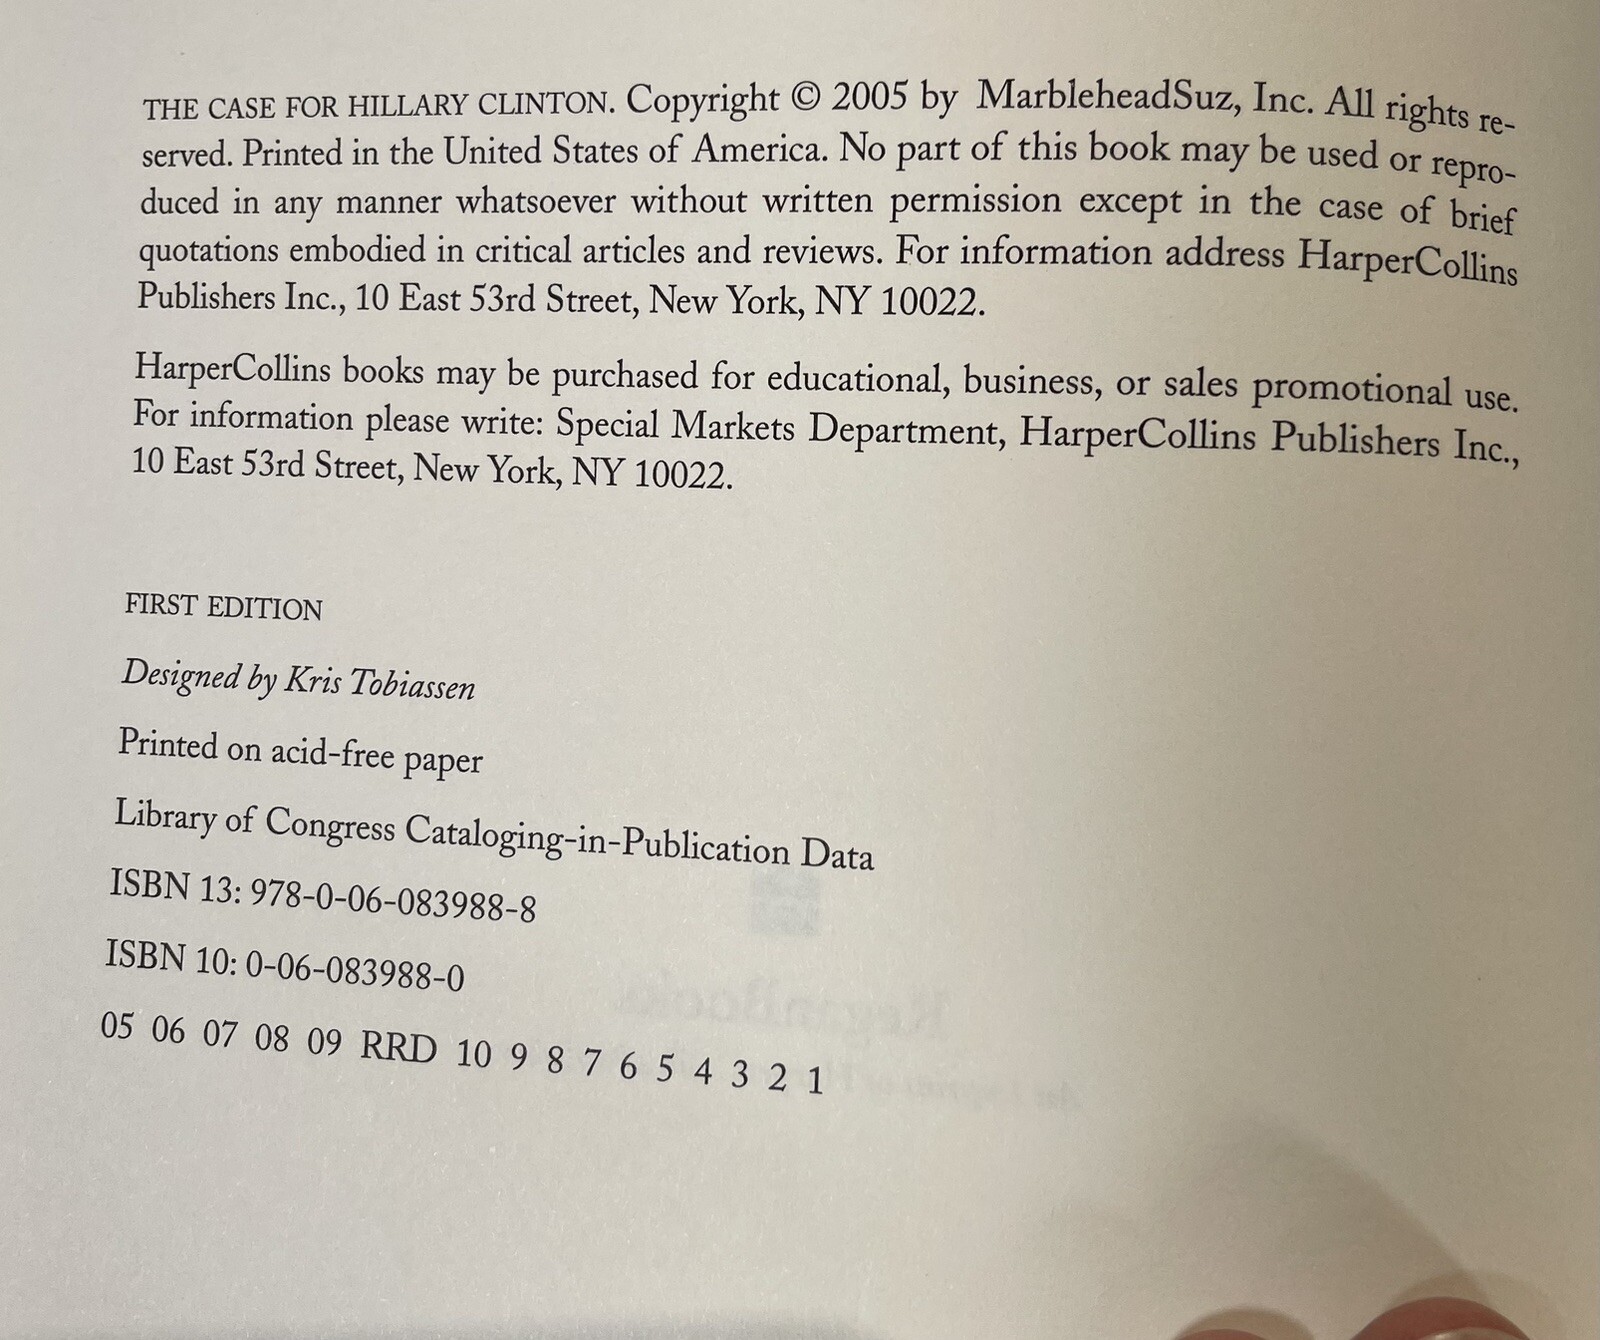 THE CASE FOR HILLARY CLINTON. Copyright © 2005 by MarbleheadSuz, Inc. All rights re-
served. Printed in the United States of America. No part of this book may be used or repro-
duced in any manner whatsoever without written permission except in the case of brief
quotations embodied in critical articles and reviews. For information address HarperCollins
Publishers Inc., 10 East 53rd Street, New York, NY 10022.
HarperCollins books may be purchased for educational, business, or sales promotional use.
For information please write: Special Markets Department, HarperCollins Publishers Inc.,
10 East 53rd Street, New York, NY 10022.
FIRST EDITION
Designed by Kris Tobiassen
Printed on acid-free paper
Library of Congress Cataloging-in-Publication Data
ISBN 13: 978-0-06-083988-8
ISBN 10: 0-06-083988-0
05 06 07 08 09 RRD 10 9 8 7 6 5 4 3 2 1